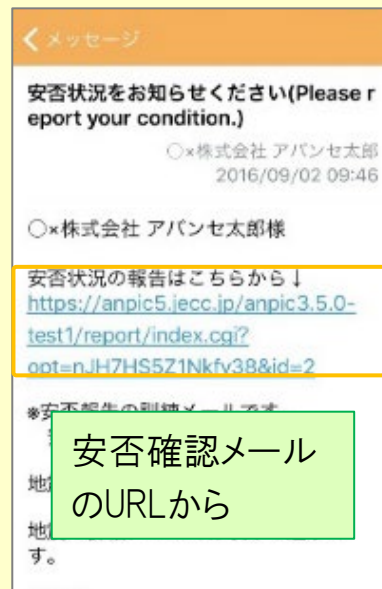 メッセージ
安否状況をお知らせください(Please r
eport your condition.)
○×株式会社 アバンセ太郎
2016/09/02 09:46
○×株式会社 アバンセ太郎様
安否状況の報告はこちらから↓
https://anpic5.jecc.jp/anpic3.5.0-
test1/report/index.cgi?
opt=nJH7HS5Z1Nkfv38&id=2
※安否報告の訓練メールです
安否確認メール
のURLから
地
地
す。